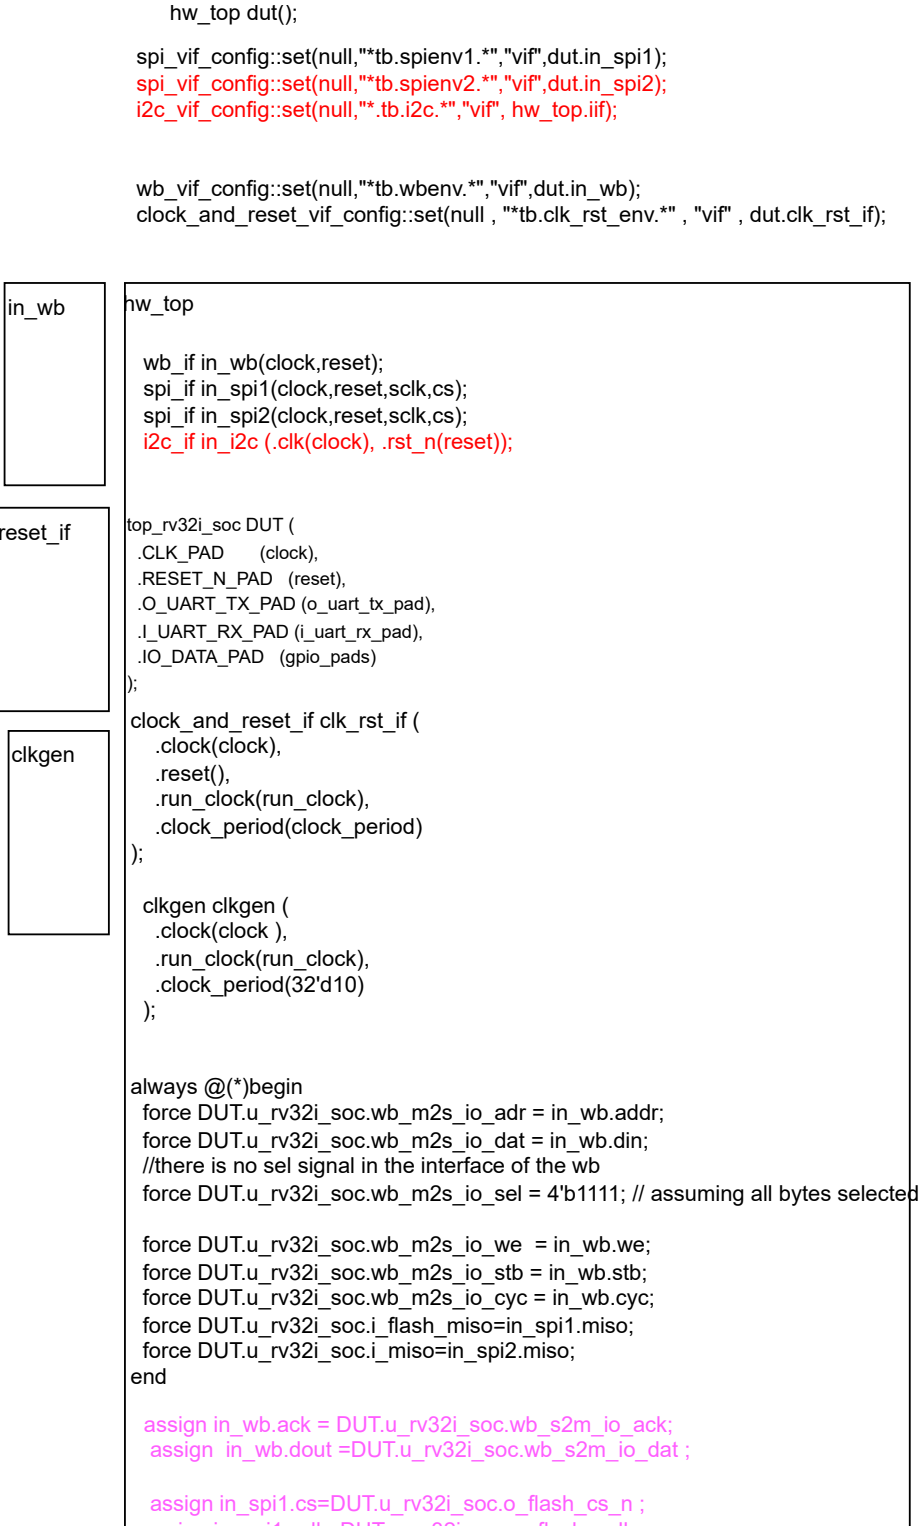 hw_top dut();
spi_vif_config::set(null,"*tb.spienv1.*","vif",dut.in_spi1);
spi_vif_config::set(null,"*tb.spienv2.*","vif",dut.in_spi2);
i2c_vif_config::set(null,"*.tb.i2c.*","vif", hw_top.iif);
wb_vif_config::set(null,"*tb.wbenv.*","vif",dut.in_wb);
clock_and_reset_vif_config::set(null , "*tb.clk_rst_env.*" , "vif" , dut.clk_rst_if);
in_wb
hw_top
wb_if in_wb(clock,reset);
spi_if in_spi1(clock,reset,sclk,cs);
spi_if in_spi2(clock,reset,sclk,cs);
i2c_if in_i2c (.clk(clock), .rst_n(reset));
reset_if
top_rv32i_soc DUT (
.CLK_PAD (clock),
.RESET_N_PAD (reset),
.O_UART_TX_PAD (o_uart_tx_pad),
.I_UART_RX_PAD (i_uart_rx_pad),
.IO_DATA_PAD (gpio_pads)
);
clock_and_reset_if clk_rst_if (
.clock(clock),
.reset(),
.run_clock(run_clock),
.clock_period(clock_period)
);
clkgen
clkgen clkgen (
.clock(clock ),
.run_clock(run_clock),
.clock_period(32'd10)
);
always @(*)begin
force DUT.u_rv32i_soc.wb_m2s_io_adr = in_wb.addr;
force DUT.u_rv32i_soc.wb_m2s_io_dat = in_wb.din;
//there is no sel signal in the interface of the wb
force DUT.u_rv32i_soc.wb_m2s_io_sel = 4'b1111; // assuming all bytes selected
force DUT.u_rv32i_soc.wb_m2s_io_we = in_wb.we;
force DUT.u_rv32i_soc.wb_m2s_io_stb = in_wb.stb;
force DUT.u_rv32i_soc.wb_m2s_io_cyc = in_wb.cyc;
force DUT.u_rv32i_soc.i_flash_miso=in_spi1.miso;
force DUT.u_rv32i_soc.i_miso=in_spi2.miso;
end
assign in_wb.ack = DUT.u_rv32i_soc.wb_s2m_io_ack;
assign in_wb.dout =DUT.u_rv32i_soc.wb_s2m_io_dat ;
assign in_spi1.cs=DUT.u_rv32i_soc.o_flash_cs_n ;